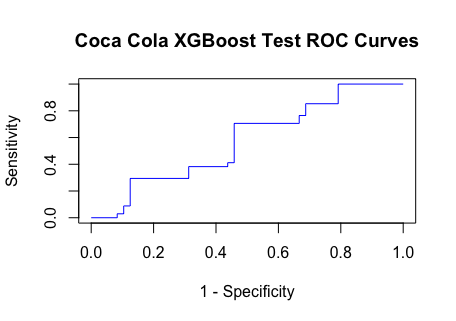 Coca Cola XGBoost Test ROC Curves
Sensitivity
0.8
0.4
0.0
0.0 0.2 0.4 0.6 0.8 1.0
1 - Specificity